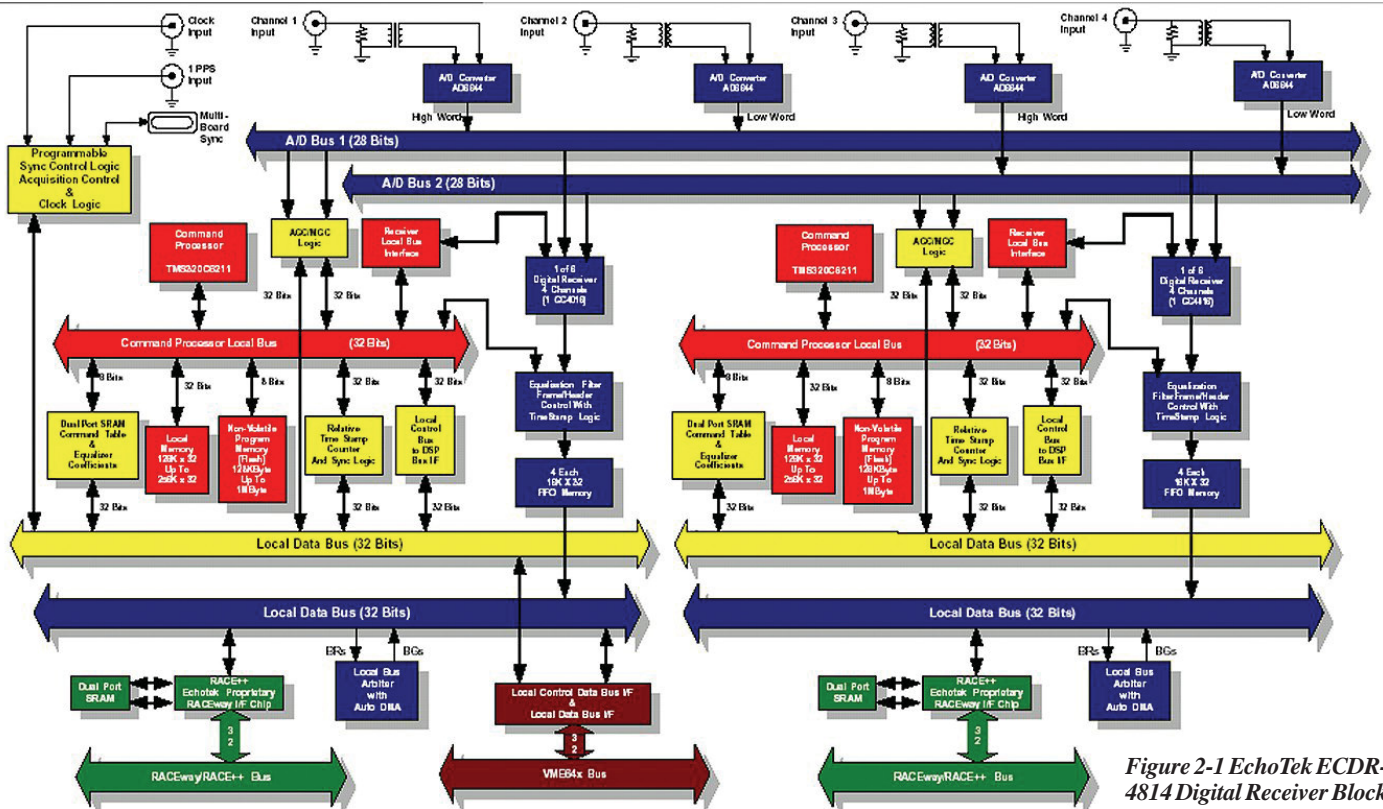 Clock
Input
Channel 1
Input
Channel 2
Input
Channel 3
Input
Channel 4
Input
1 PPS
Input
Multi-
Board
Sync
A/D Converter
AD6644
A/D Converter
AD6644
A/D Converter
AD6644
A/D Converter
AD6644
High Word
Low Word
High Word
Low Word
A/D Bus 1 (28 Bits)
A/D Bus 2 (28 Bits)
Programmable
Sync Control Logic
Acquisition Control
&
Clock Logic
Command
Processor
TMS320C6211
AGC/NGC
Logic
Receiver
Local Bus
Interface
1 of 6
Digital Receiver
4 Channels
(1 GC4016)
32 Bits
32 Bits
Command
Processor
TMS320C6211
AGC/NGC
Logic
Receiver
Local Bus
Interface
1 of 6
Digital Receiver
4 Channels
(1 GC4016)
32 Bits
32 Bits
Command Processor Local Bus (32 Bits)
Command Processor Local Bus (32 Bits)
8 Bits
32 Bits
8 Bits
32 Bits
32 Bits
8 Bits
32 Bits
8 Bits
32 Bits
32 Bits
Dual Port SRAM
Command Table
&
Equalizer
Coefficients
Local
Memory
128K x 32
Up To
256K x 32
Non-Volatile
Program
Memory
(Flash)
128KByte
Up To
1MByte
Relative
Time Stamp
Counter
And Sync Logic
Local
Control
Bus
to DSP
Bus I/F
Equalization Filter
Frame/Header
Control With
TimeStamp Logic
4 Each
16K X 32
FIFO Memory
Dual Port SRAM
Command Table
&
Equalizer
Coefficients
Local
Memory
128K x 32
Up To
256K x 32
Non-Volatile
Program
Memory
(Flash)
128KByte
Up To
1MByte
Relative
Time Stamp
Counter
And Sync Logic
Local
Control
Bus
to DSP
Bus I/F
Equalization
Filter Frame/Header
Control With
TimeStamp Logic
4 Each
16K X 32
FIFO Memory
32 Bits
32 Bits
32 Bits
32 Bits
32 Bits
32 Bits
Local Data Bus (32 Bits)
Local Data Bus (32 Bits)
Local Data Bus (32 Bits)
Local Data Bus (32 Bits)
BRs
BGs
BRs
BGs
Dual Port
SRAM
RACE++
Echotek Proprietary
RACEway I/F Chip
Local Bus
Arbiter
with
Auto DMA
Local Control Data Bus I/F
&
Local Data Bus I/F
Dual Port
SRAM
RACE++
Echotek Proprietary
RACEway I/F Chip
Local Bus
Arbiter
with
Auto DMA
32
32
32
RACEway/RACE++ Bus
VME64x Bus
RACEway/RACE++ Bus
Figure 2-1 EchoTek ECDR-
4814 Digital Receiver Block